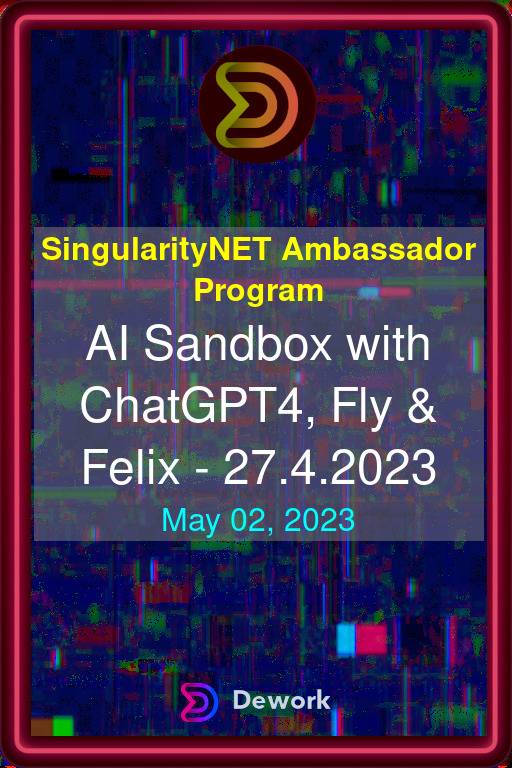 SingularityNET Ambassador
Program
AI Sandbox with
ChatGPT4, Fly &
Felix - 27.4.2023
May 02, 2023
Dework